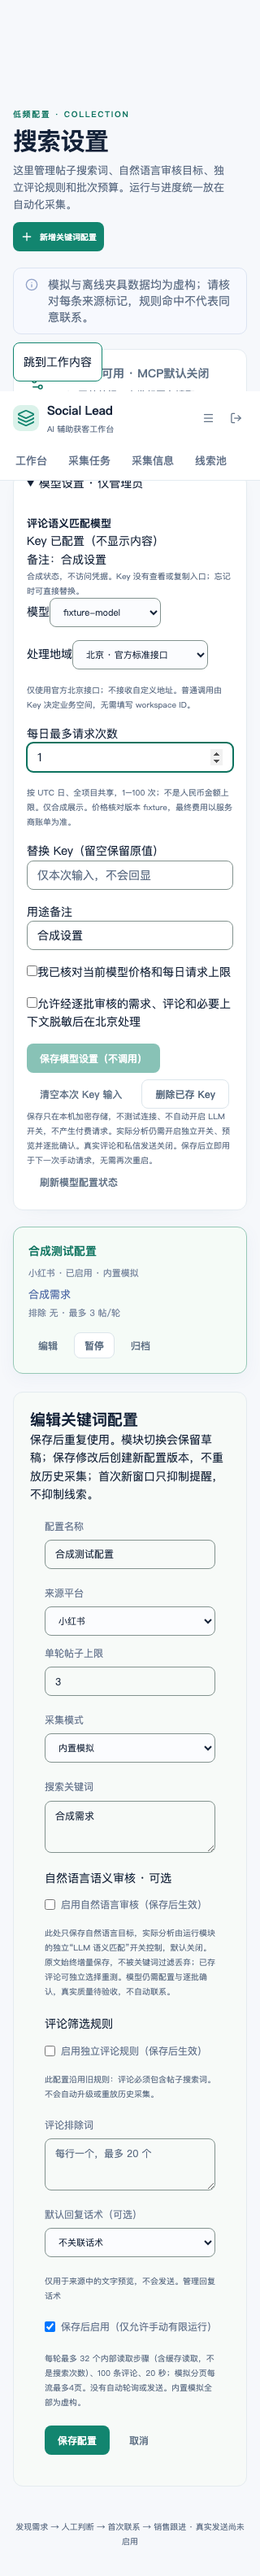 低频配置 · COLLECTION
搜索设置
这里管理帖子搜索词、自然语言审核目标、独
立评论规则和批次预算。运行与进度统一放在
自动化采集。
+ 新增关键词配置
模拟与离线夹具数据均为虚构；请核
对每条来源标记，规则命中不代表同
意联系。
跳到工作内容
可用 · MCP默认关闭
Social Lead
AI 辅助获客工作台
工作台 采集任务 采集信息 线索池
模型设置 · 仅管理员
评论语义匹配模型
Key 已配置（不显示内容）
备注：合成设置
合成状态，不访问凭据。Key 没有查看或复制入口；忘记
时可直接替换。
模型 fixture-model
处理地域 北京 · 官方标准接口
仅使用官方北京接口；不接收自定义地址。普通调用由
Key 决定业务空间，无需填写 workspace ID。
每日最多请求次数
1
按 UTC 日、全项目共享，1–100 次；不是人民币金额上
限。仅合成展示。价格核对版本 fixture，最终费用以服务
商账单为准。
替换 Key（留空保留原值）
仅本次输入，不会回显
用途备注
合成设置
我已核对当前模型价格和每日请求上限
允许经逐批审核的需求、评论和必要上
下文脱敏后在北京处理
保存模型设置（不调用）
清空本次 Key 输入 删除已存 Key
保存只在本机加密存储，不测试连接、不自动开启 LLM
开关，不产生付费请求。实际分析仍需开启独立开关、预
览并逐批确认。真实评论和私信发送关闭。保存后立即用
于下一次手动请求，无需再次重启。
刷新模型配置状态
合成测试配置
小红书 · 已启用 · 内置模拟
合成需求
排除 无 · 最多 3 帖/轮
编辑 暂停 归档
编辑关键词配置
保存后重复使用。模块切换会保留草
稿；保存修改后创建新配置版本，不重
放历史采集；首次新窗口只抑制提醒，
不抑制线索。
配置名称
合成测试配置
来源平台
小红书
单轮帖子上限
3
采集模式
内置模拟
搜索关键词
合成需求
自然语言语义审核 · 可选
启用自然语言审核（保存后生效）
此处只保存自然语言目标，实际分析由运行模块
的独立“LLM 语义匹配”开关控制，默认关闭。
原文始终增量保存，不被关键词过滤丢弃；已存
评论可独立选择重测。模型仍需配置与逐批确
认，真实质量待验收，不自动联系。
评论筛选规则
启用独立评论规则（保存后生效）
此配置沿用旧规则：评论必须包含帖子搜索词。
不会自动升级或重放历史采集。
评论排除词
每行一个，最多 20 个
默认回复话术（可选）
不关联话术
仅用于来源中的文字预览，不会发送。管理回复
话术
保存后启用（仅允许手动有限运行）
每轮最多 32 个内部读取步骤（含缓存读取，不
是搜索次数）、100 条评论、20 秒；模拟分页每
流最多4页。没有自动轮询或发送。内置模拟全
部为虚构。
保存配置 取消
发现需求 → 人工判断 → 首次联系 → 销售跟进 · 真实发送尚未
启用